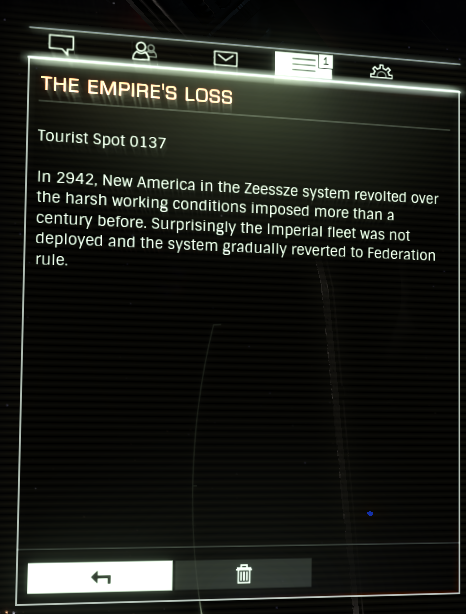 1
THE EMPIRE'S LOSS
Tourist Spot 0137
In 2942, New America in the Zeessze system revolted over
the harsh working conditions imposed more than a
century before. Surprisingly the Imperial fleet was not
deployed and the system gradually reverted to Federation
rule.